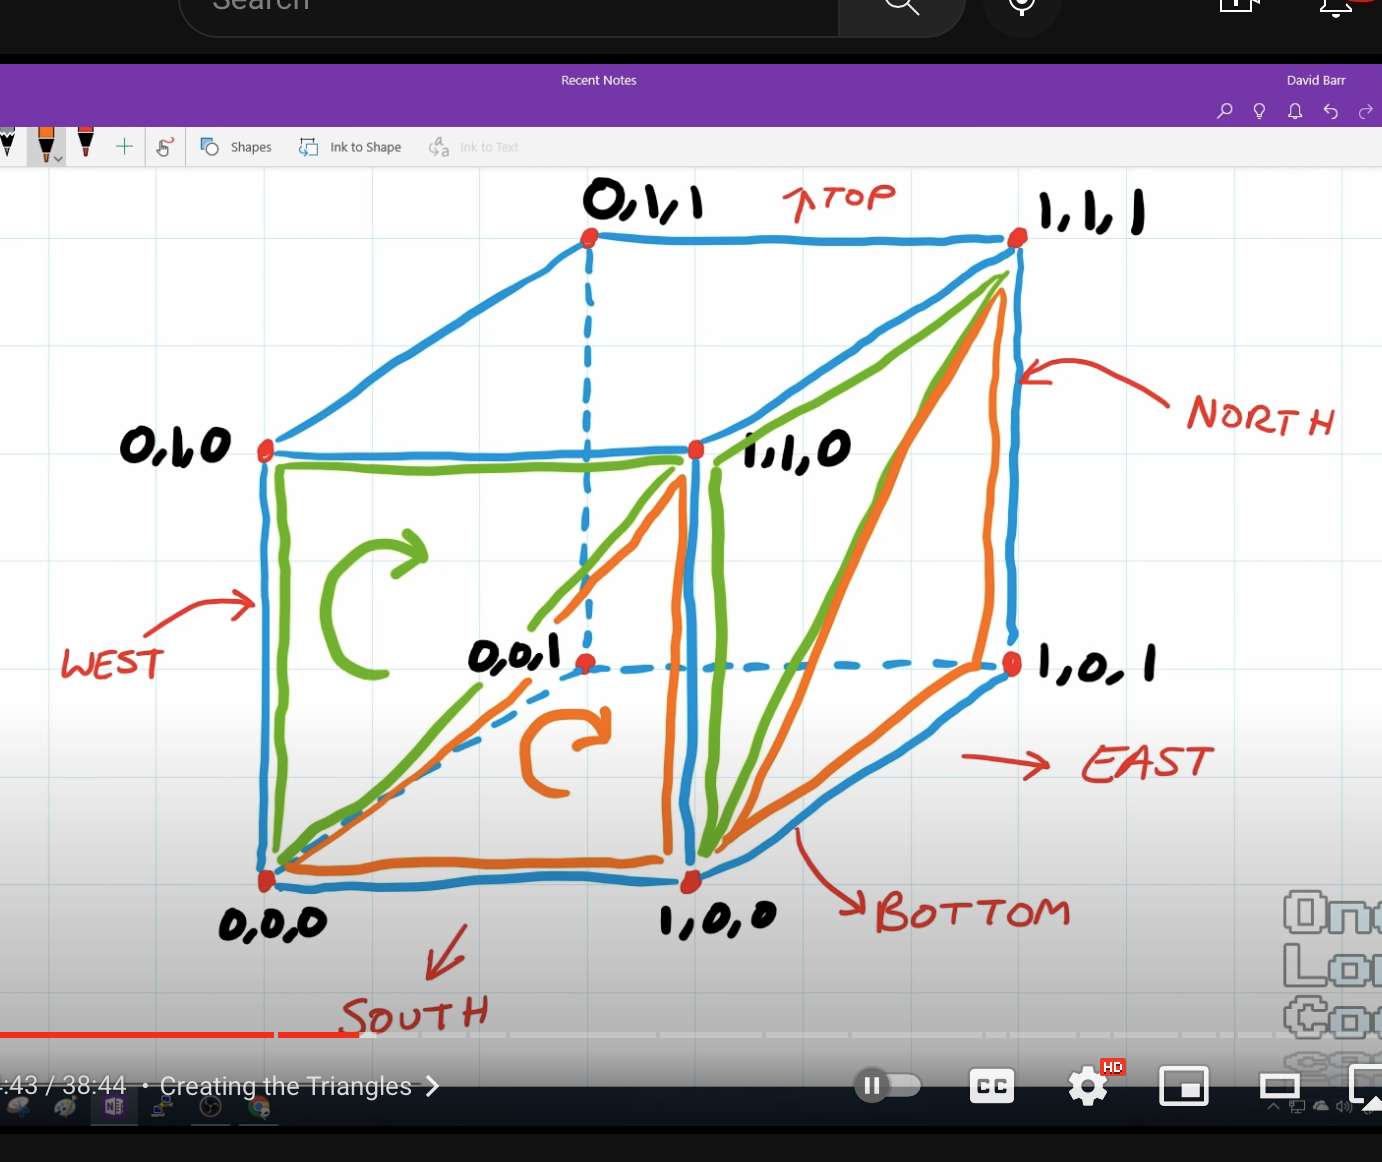 Search
Recent Notes
David Barr
Shapes
Ink to Shape
Ink to Text
0,1,1
↑ TOP
1,1,1
0,1,0
1,1,0
NORTH
WEST
0,0,1
1,0,1
EAST
0,0,0
1,0,0
BOTTOM
SOUTH
:43 / 38:44 • Creating the Triangles
CC
HD